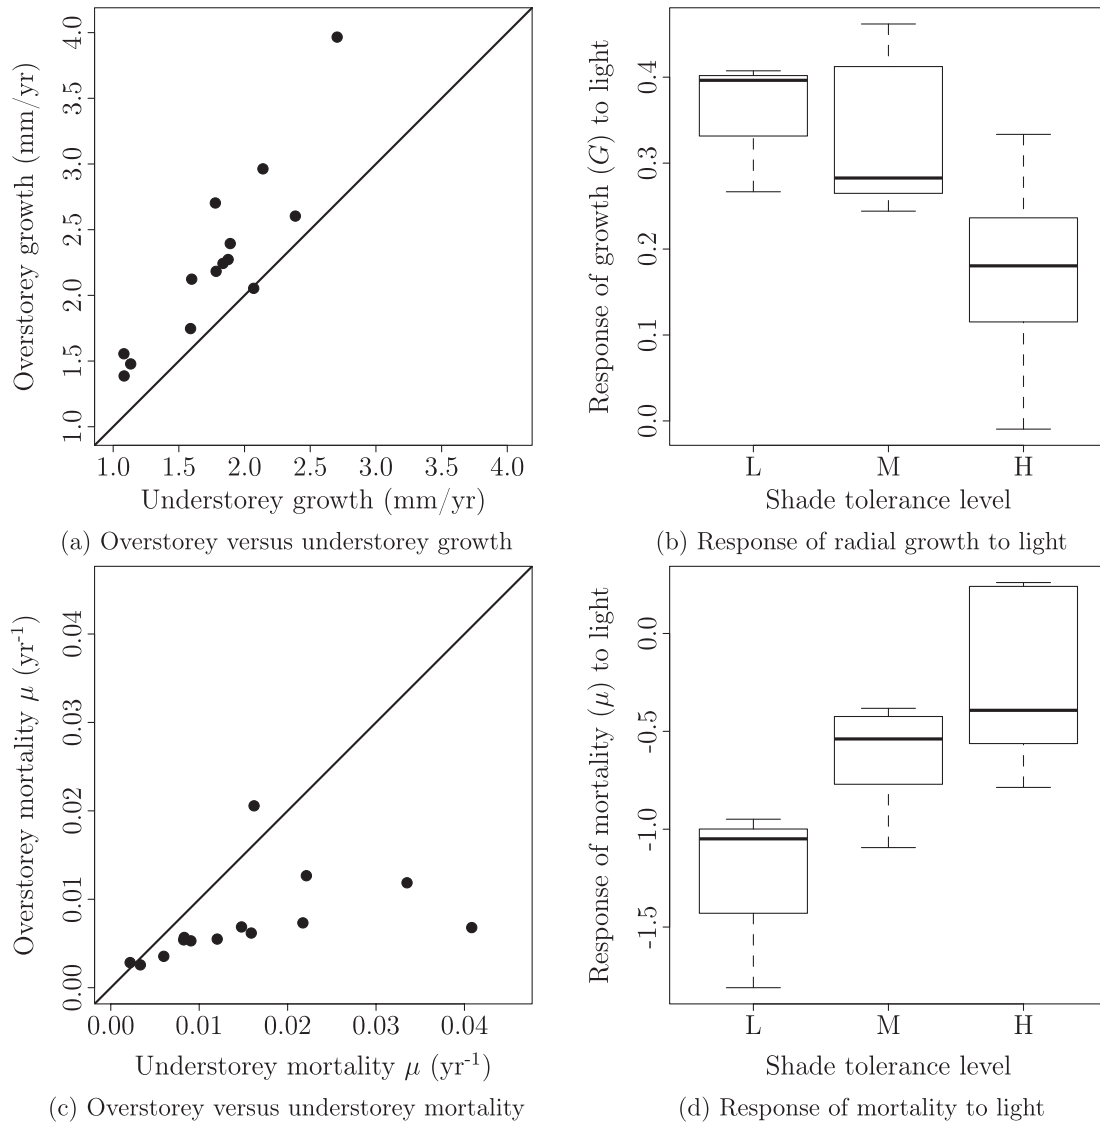 4.0
3.5
3.0
2.5
2.0
1.5
1.0
Overstorey growth (mm/yr)
1.0 1.5 2.0 2.5 3.0 3.5 4.0
Understorey growth (mm/yr)
(a) Overstorey versus understorey growth
0.4
0.3
0.2
0.1
0.0
Response of growth (G) to light
L M H
Shade tolerance level
(b) Response of radial growth to light
0.04
0.03
0.02
0.01
0.00
Overstorey mortality μ (yr⁻¹)
0.00 0.01 0.02 0.03 0.04
Understorey mortality μ (yr⁻¹)
(c) Overstorey versus understorey mortality
0.0
-0.5
-1.0
-1.5
Response of mortality (μ) to light
L M H
Shade tolerance level
(d) Response of mortality to light